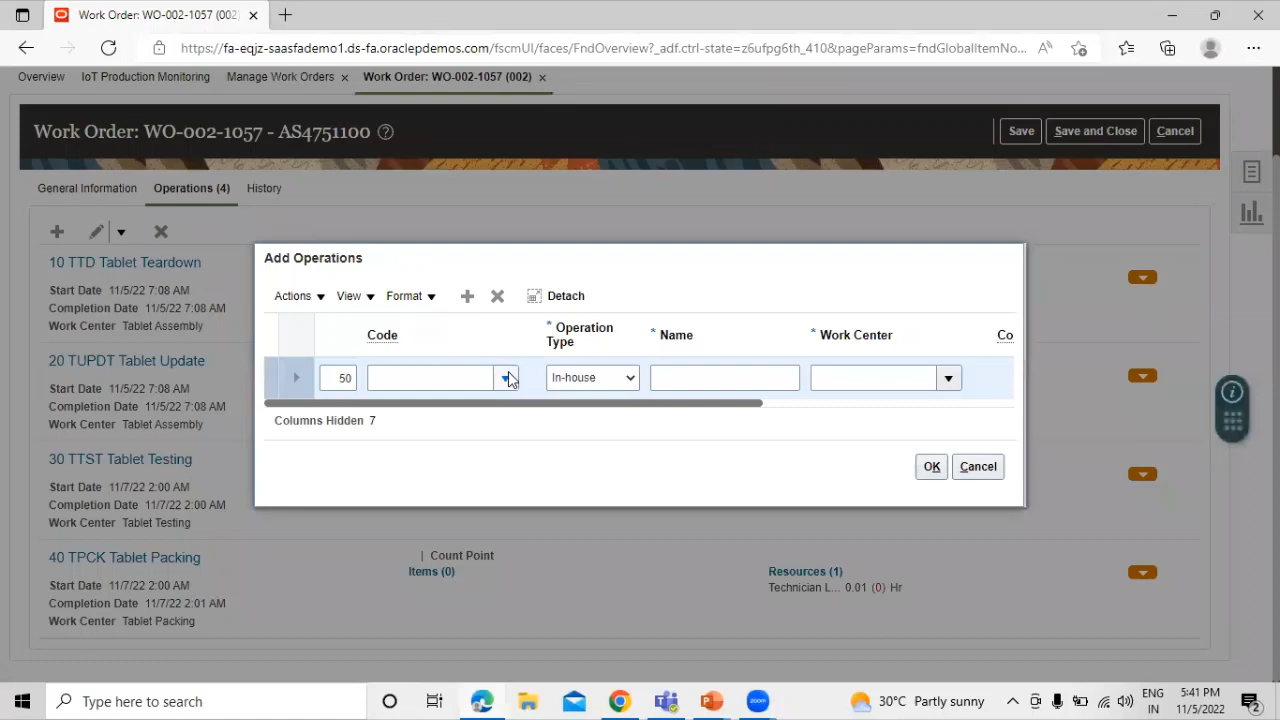 Work Order: WO-002-1057 (002)
https://fa-eqjz-saasfademo1.ds-fa.oraclepdemos.com/fscmUI/faces/FndOverview?_adf.ctrl-state=z6ufpg6th_410&pageParams=fndGlobalItemNo...
Overview IoT Production Monitoring Manage Work Orders Work Order: WO-002-1057 (002)
Work Order: WO-002-1057 - AS4751100
Save Save and Close Cancel
General Information Operations (4) History
10 TTD Tablet Teardown
Start Date 11/5/22 7:08 AM
Completion Date 11/5/22 7:08 AM
Work Center Tablet Assembly
20 TUPDT Tablet Update
Start Date 11/5/22 7:08 AM
Completion Date 11/7/22 2:00 AM
Work Center Tablet Assembly
30 TTST Tablet Testing
Start Date 11/7/22 2:00 AM
Completion Date 11/7/22 2:00 AM
Work Center Tablet Testing
40 TPCK Tablet Packing
Start Date 11/7/22 2:00 AM
Completion Date 11/7/22 2:01 AM
Work Center Tablet Packing
| Count Point
Items (0)
Resources (1)
Technician L... 0.01 (0) Hr
Add Operations
Actions View Format Detach
Code * Operation Type * Name * Work Center Co
50 In-house
Columns Hidden 7
OK Cancel
Type here to search
30°C Partly sunny
ENG
IN
5:41 PM
11/5/2022
2